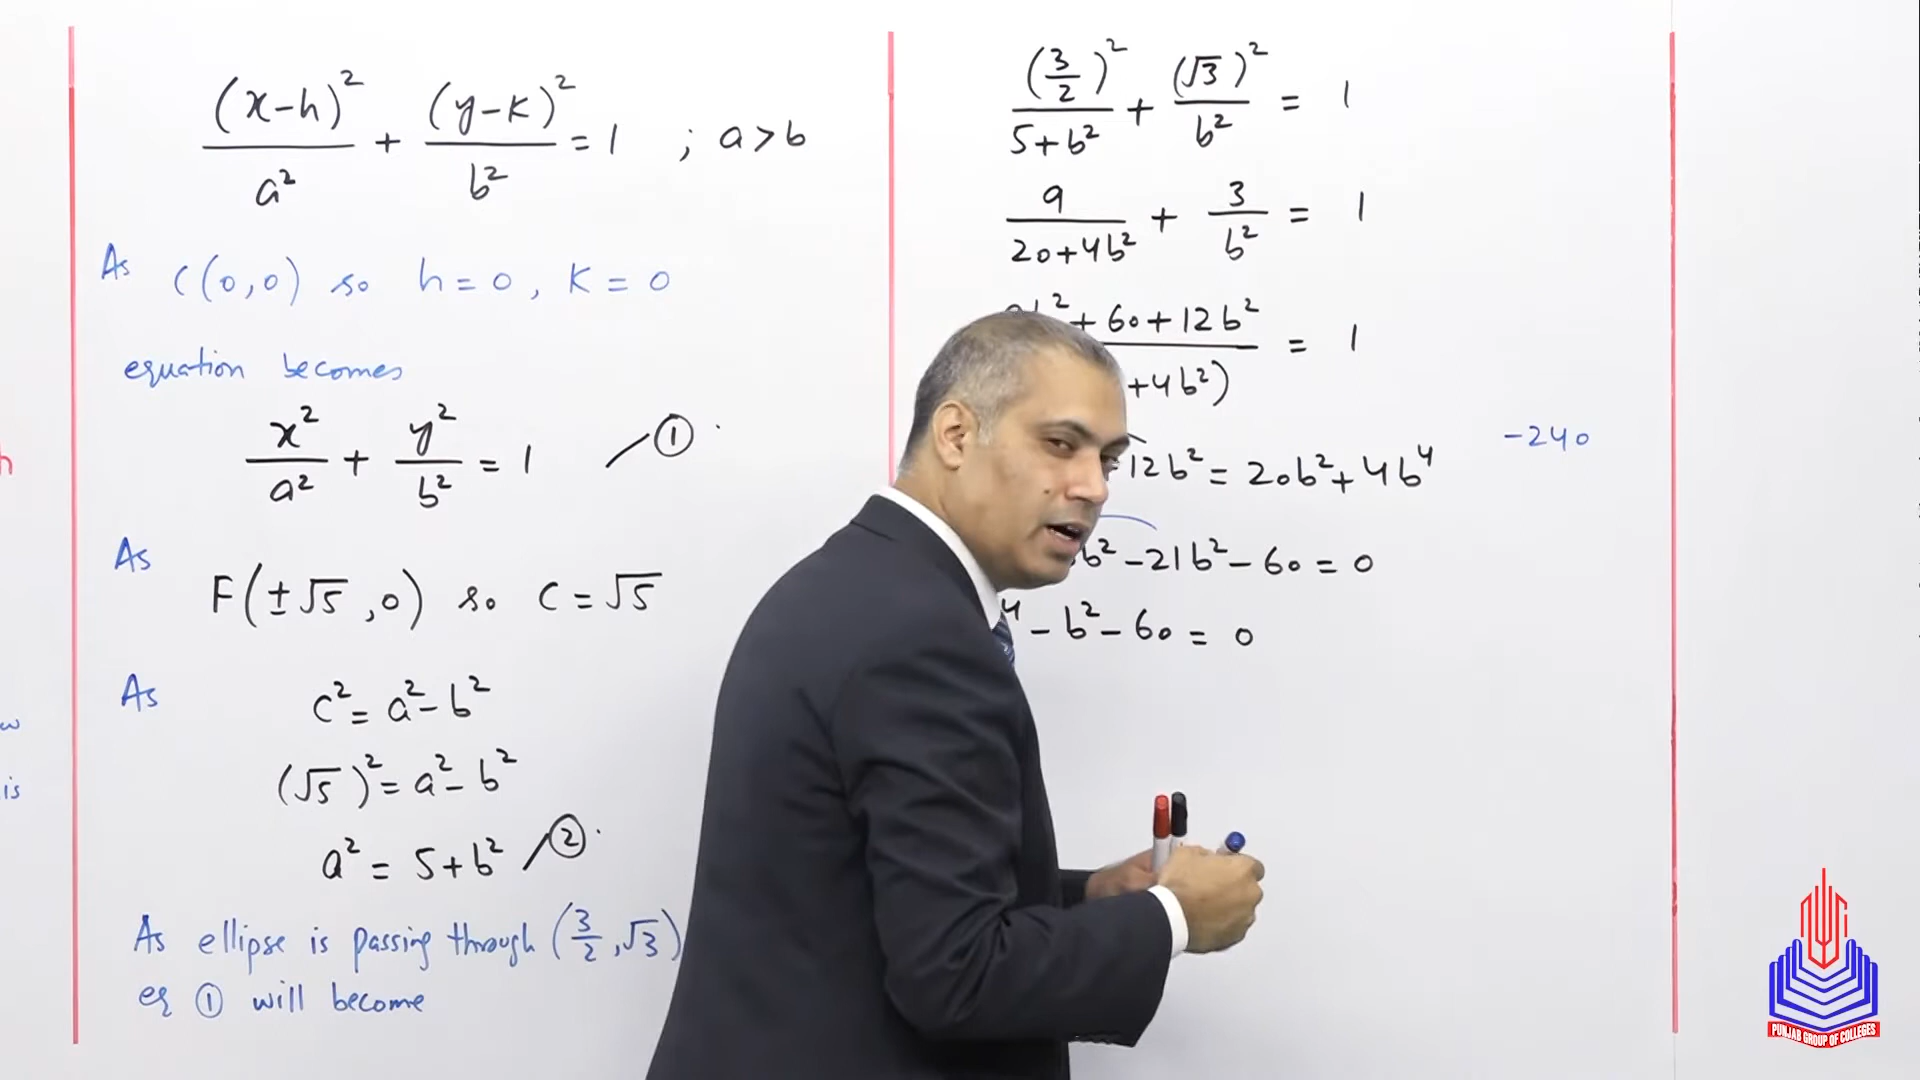 (x-h)²/a² + (y-k)²/b² = 1 ; a>b
As C(0,0) so h=0, k=0
equation becomes
x²/a² + y²/b² = 1 ①
As
F(±√5,0) so c=√5
As c²=a²-b²
(√5)²=a²-b²
a²=5+b² ②
As ellipse is passing through (3/2,√3)
eq ① will become
(3/2)²/(5+b²) + (√3)²/b² = 1
9/(20+4b²) + 3/b² = 1
+60+12b² / +4b²) = 1
12b²=20b²+4b⁴
-240
b²-21b²-60=0
-b²-60=0
h
w
is
PUNJAB GROUP OF COLLEGES